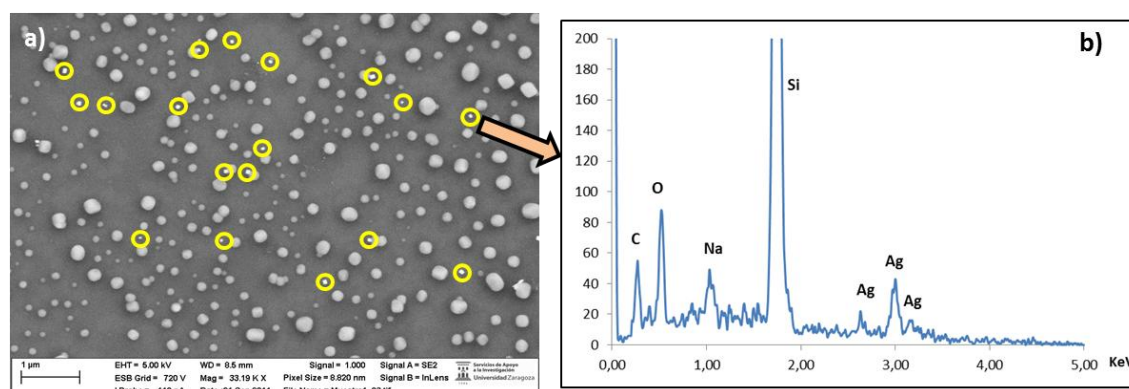 a)
b)
200
180
160
140
120
100
80
60
40
20
0
C
O
Na
Si
Ag
Ag
Ag
0,00 1,00 2,00 3,00 4,00 5,00
KeV
1 µm
EHT = 5.00 kV WD = 8.5 mm Signal = 1.000 Signal A = SE2
ESB Grid = 720 V Mag = 33.19 K X Pixel Size = 8.820 nm Signal B = InLens
Servicio de Apoyo
a la Investigación
Universidad Zaragoza